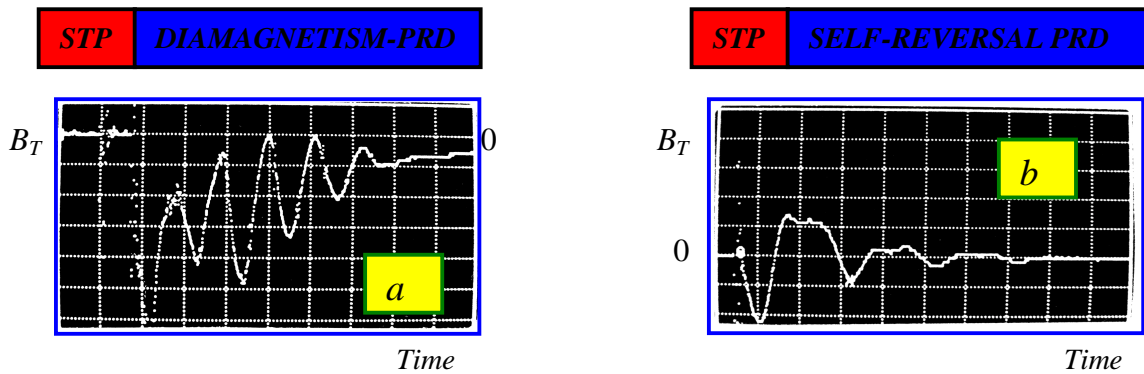 STP DIAMAGNETISM-PRD
STP SELF-REVERSAL PRD
B_T 0
a
Time
B_T
b
0
Time